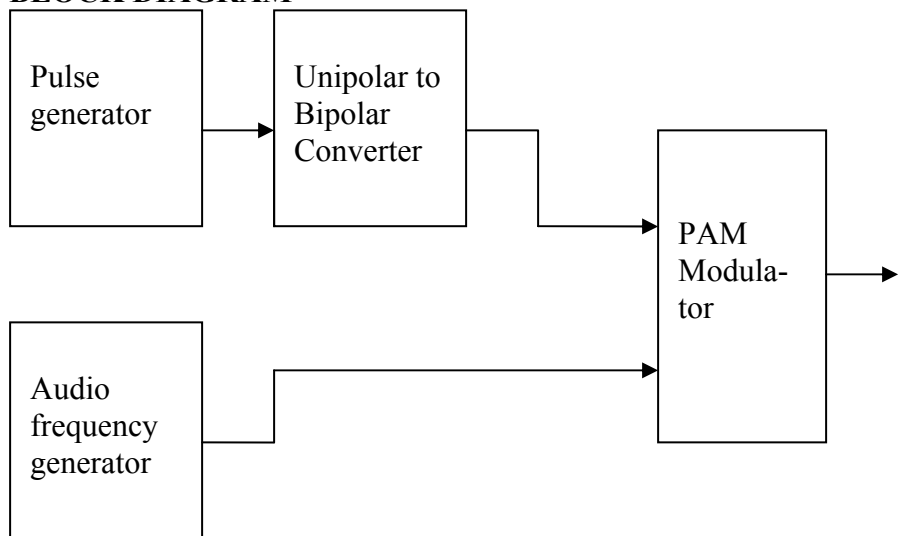 BLOCK DIAGRAM
Pulse
generator
Unipolar to
Bipolar
Converter
PAM
Modula-
tor
Audio
frequency
generator